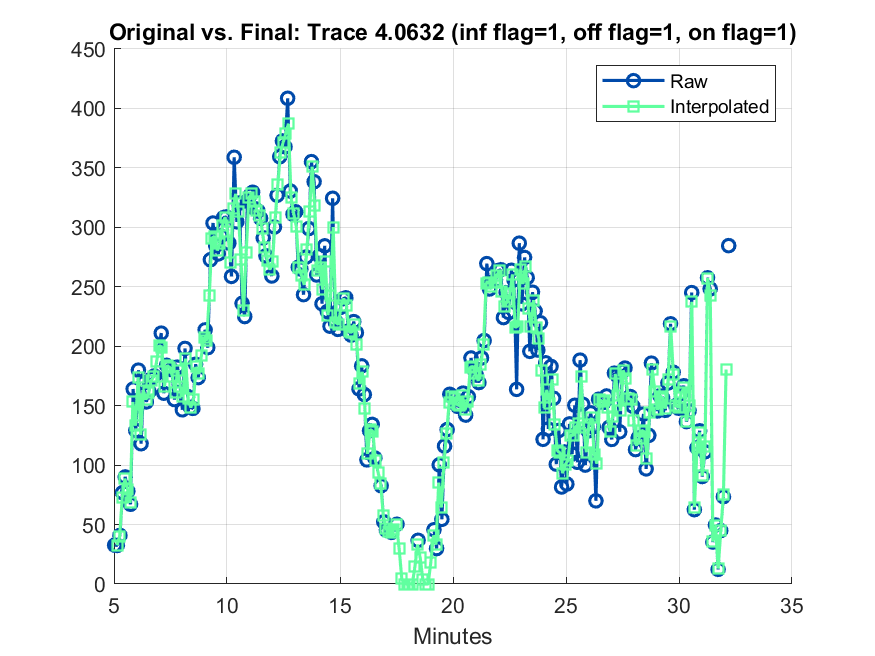 Original vs. Final: Trace 4.0632 (inf flag=1, off flag=1, on flag=1)
450
400
350
300
250
200
150
100
50
0
Raw
Interpolated
5 10 15 20 25 30 35
Minutes